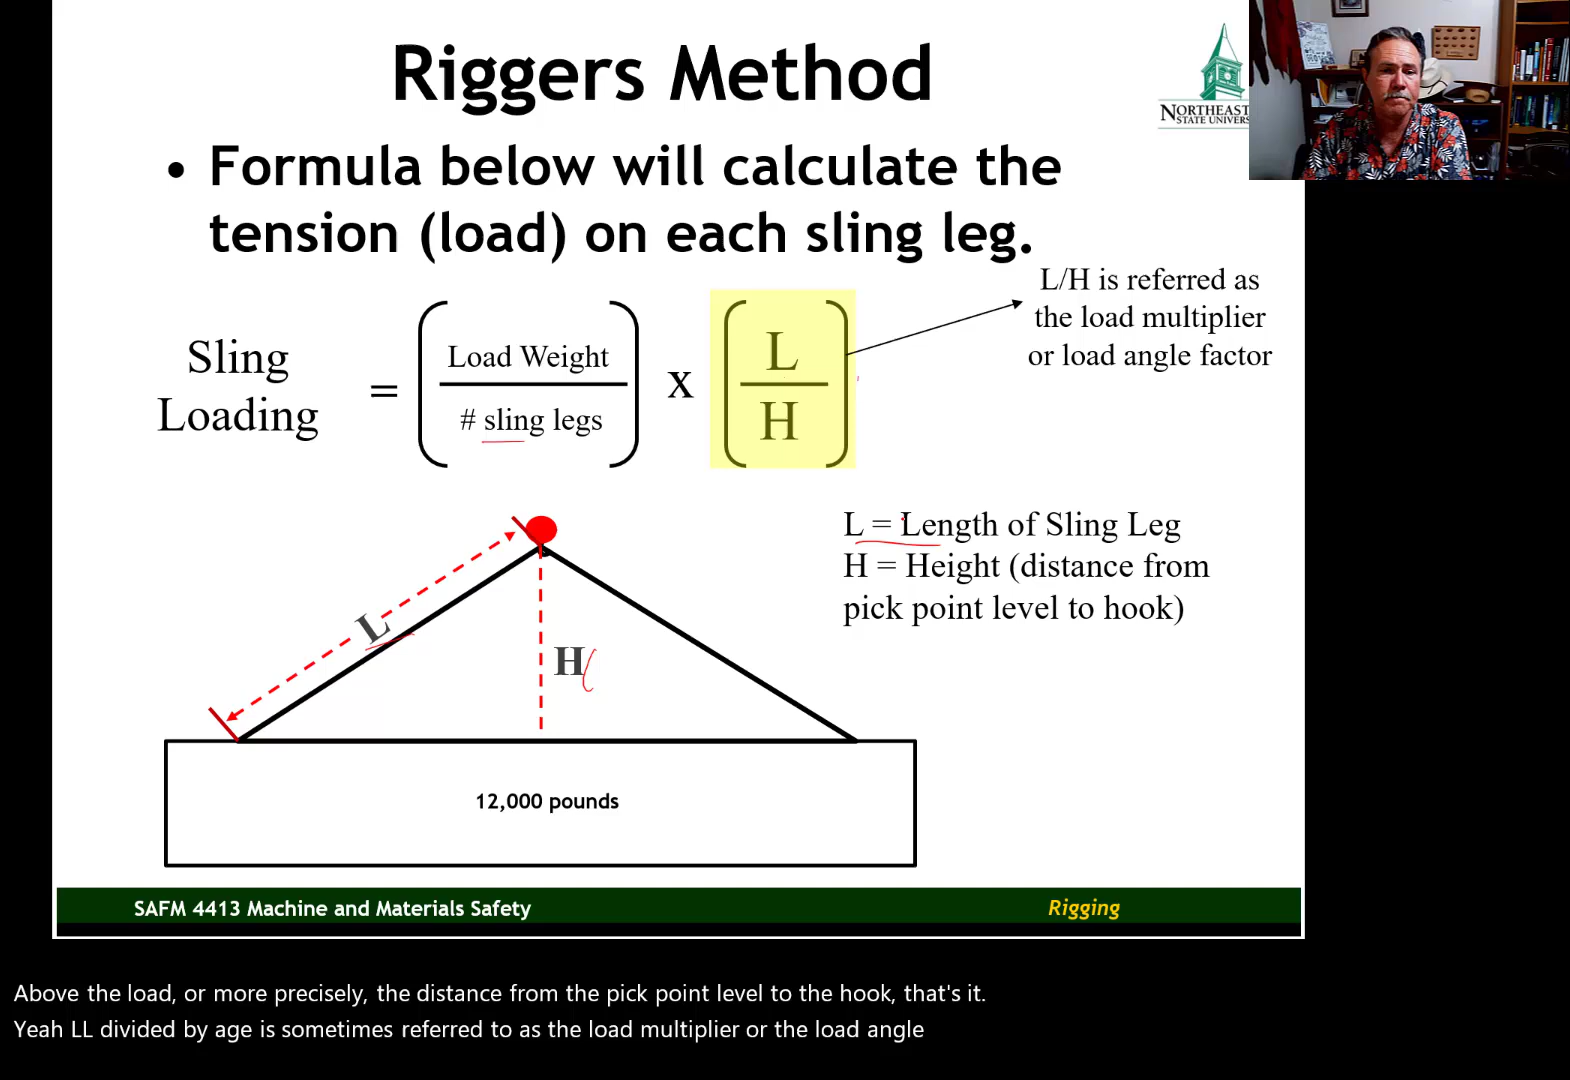 Riggers Method
NORTHEAST
STATE UNIVER
• Formula below will calculate the
tension (load) on each sling leg.
L/H is referred as
the load multiplier
or load angle factor
Sling
Loading
=
Load Weight
# sling legs
x
L
H
L = Length of Sling Leg
H = Height (distance from
pick point level to hook)
L
H
12,000 pounds
SAFM 4413 Machine and Materials Safety
Rigging
Above the load, or more precisely, the distance from the pick point level to the hook, that's it.
Yeah LL divided by age is sometimes referred to as the load multiplier or the load angle